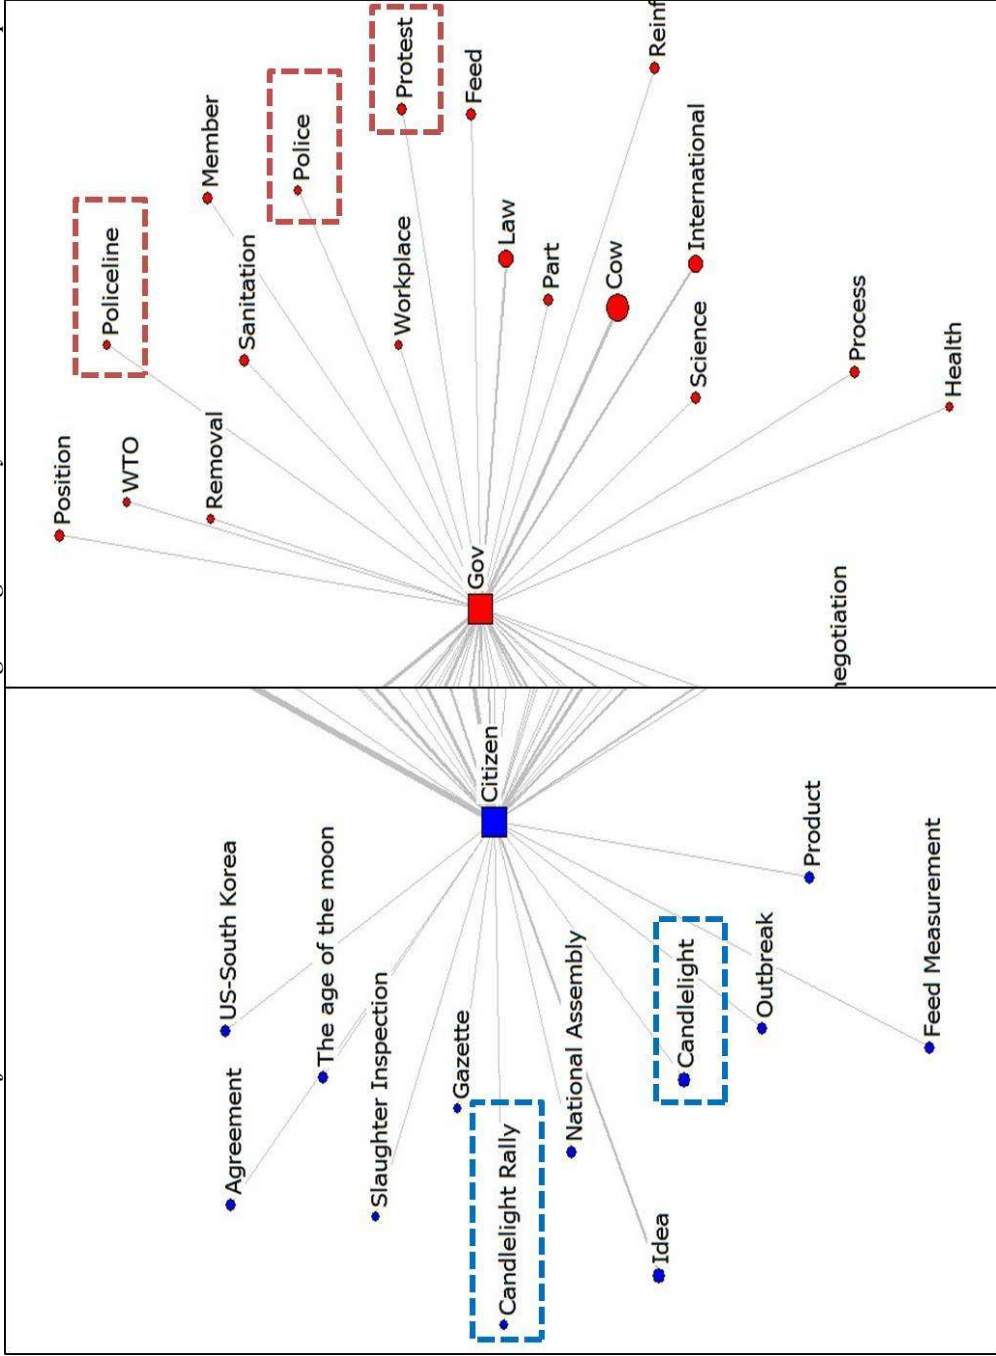 Position
WTO
Removal
Policeline
Sanitation
Member
Police
Workplace
Protest
Feed
Law
Part
Cow
Reinf
International
Science
Process
Health
Gov
egotiation
Citizen
US-South Korea
The age of the moon
Agreement
Slaughter Inspection
Gazette
Candlelight Rally
National Assembly
Idea
Candlelight
Outbreak
Product
Feed Measurement